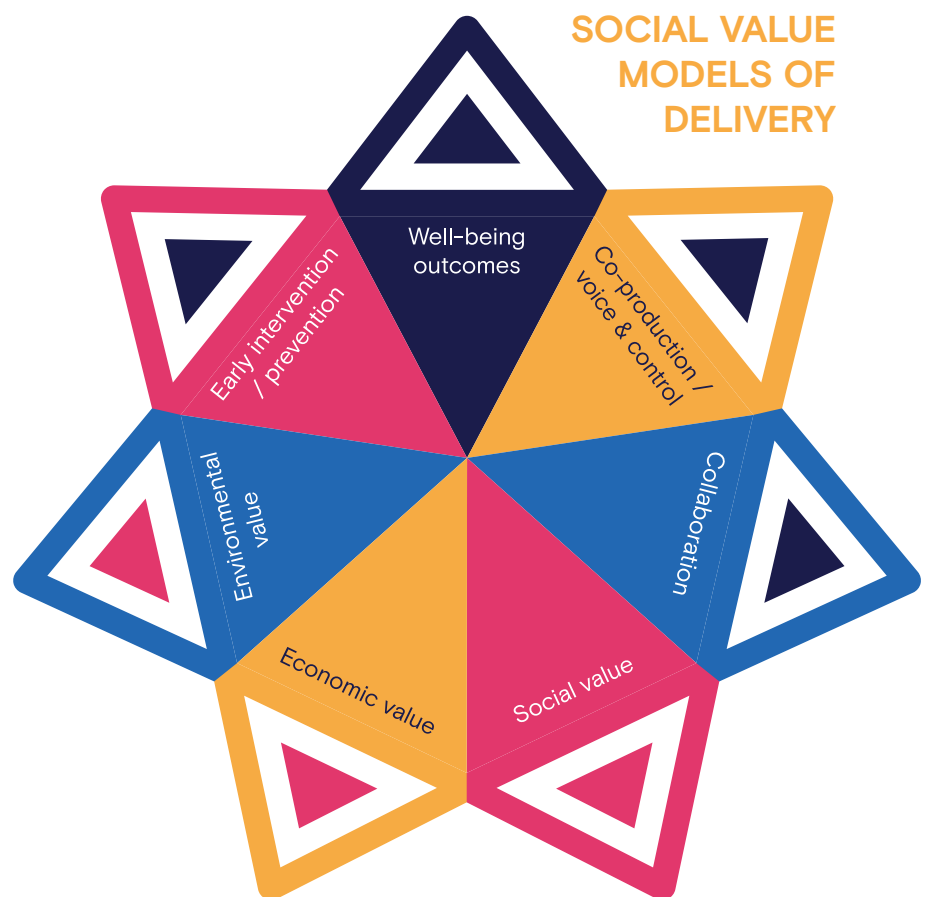 SOCIAL VALUE
MODELS OF
DELIVERY
Well-being
outcomes
Co-production /
voice & control
Collaboration
Social value
Economic value
Environmental
value
Early intervention
/ prevention